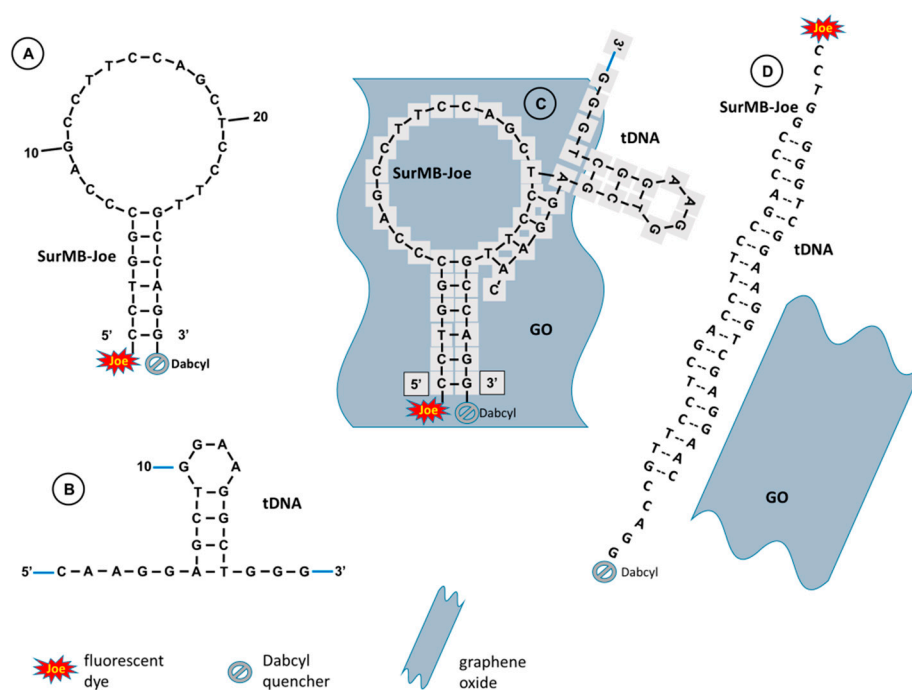 A
T T C C A G C T C C T T
C C G A C C
10
20
SurMB-Joe
C G
G C
G C
T A
C G
C G
5’ 3’
Joe
Dabcyl
B
G A
10 G A
T G
C G
G C
tDNA
5’ C A A G G A T G G G 3’
C
3’
G G G T C G G A A G G T C G A G G A A C
tDNA
SurMB-Joe
C C T G G C C C A G C C T T C C A G C T C C T T G C C A G G
GO
5’ 3’
Joe
Dabcyl
D
Joe
SurMB-Joe
C C T G G C C C A G C C T T C C A G C T C C T T G C C A G G
G G G T C G G A A G G T C G A G G A A C
tDNA
GO
Dabcyl
Joe
fluorescent
dye
Dabcyl
quencher
graphene
oxide